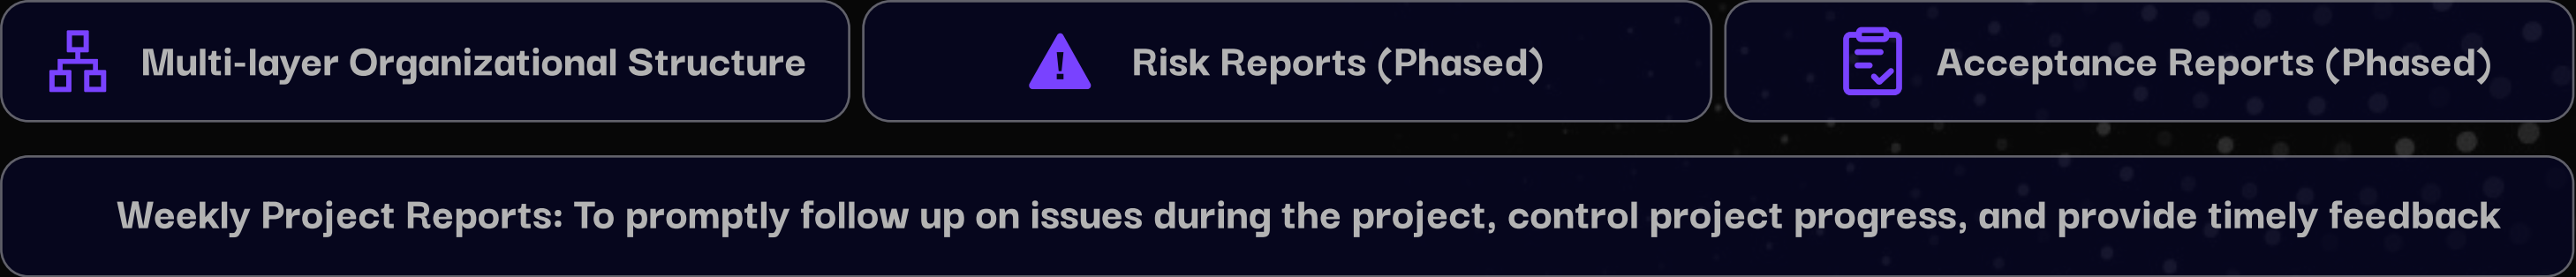 Multi-layer Organizational Structure
Risk Reports (Phased)
Acceptance Reports (Phased)
Weekly Project Reports: To promptly follow up on issues during the project, control project progress, and provide timely feedback